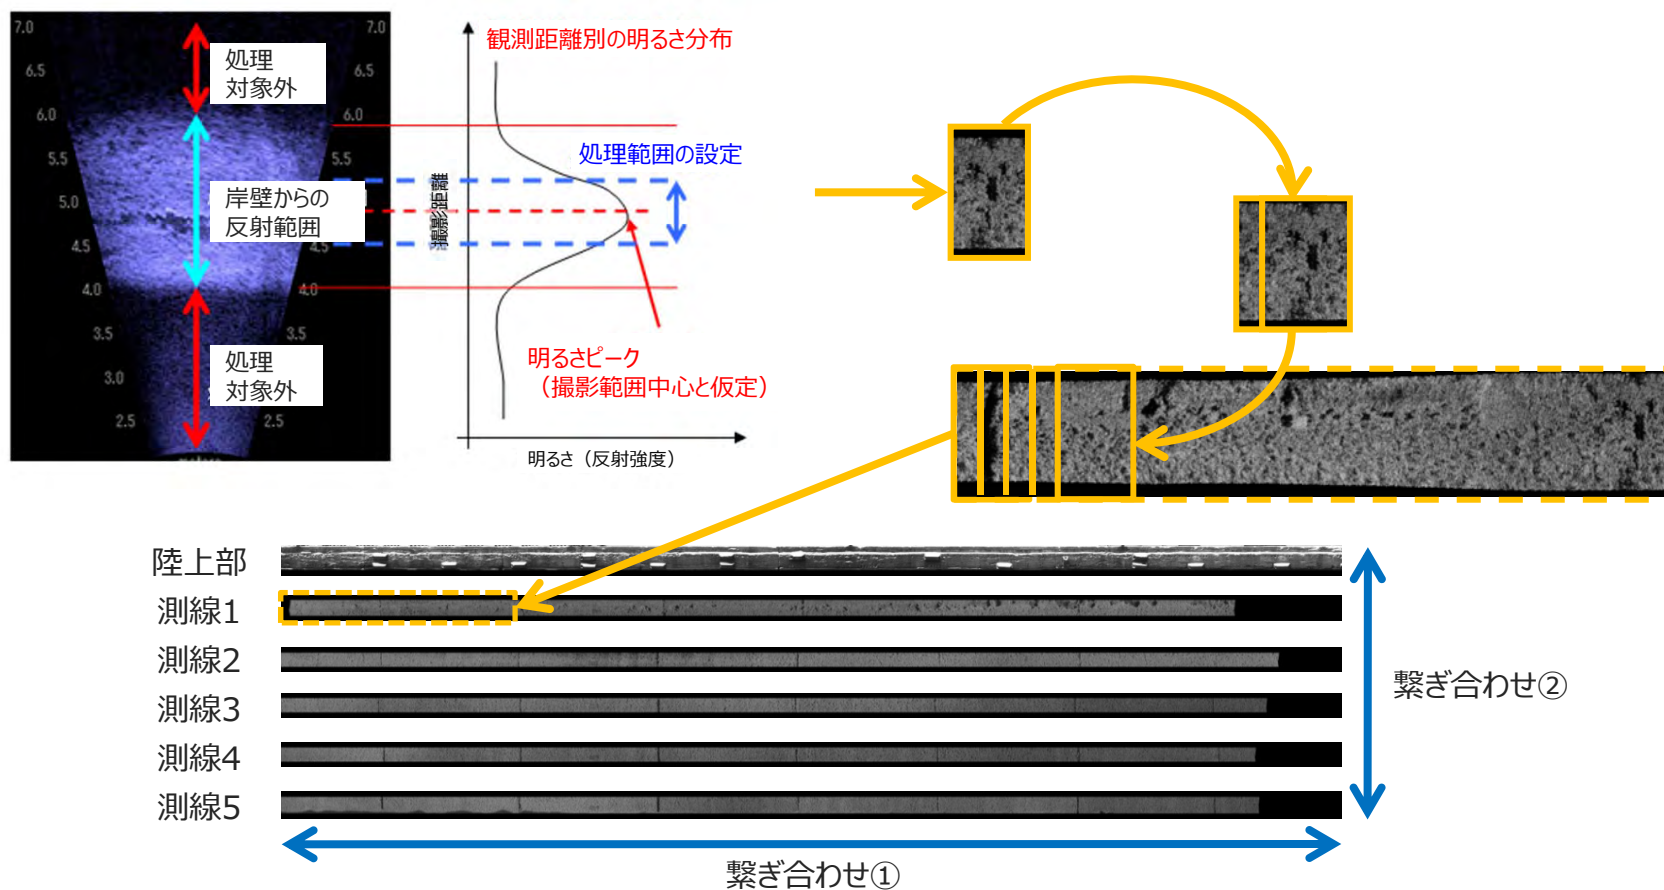 7.0
7.0
6.5
6.5
6.0
6.0
5.5
5.5
5.0
4.5
4.5
4.0
4.0
3.5
3.5
3.0
2.5
2.5
処理
対象外
岸壁からの
反射範囲
処理
対象外
観測距離別の明るさ分布
処理範囲の設定
撮影距離
明るさピーク
（撮影範囲中心と仮定）
明るさ（反射強度）
陸上部
測線1
測線2
測線3
測線4
測線5
繋ぎ合わせ②
繋ぎ合わせ①